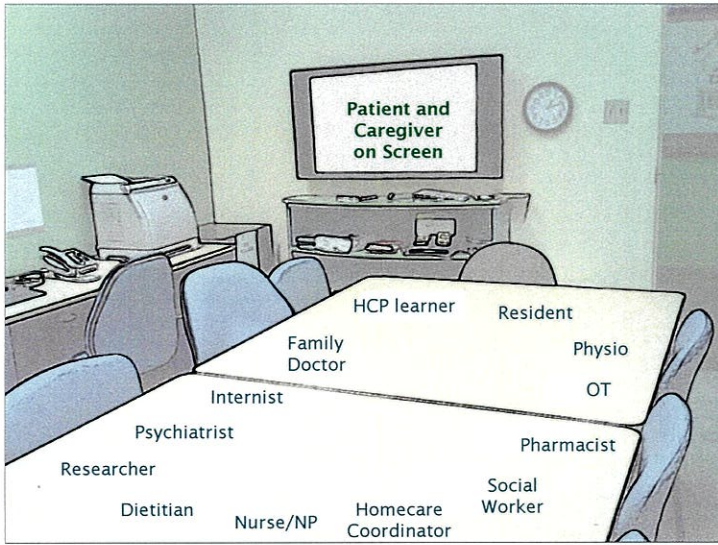 Patient and
Caregiver
on Screen
HCP learner
Resident
Family
Doctor
Physio
OT
Internist
Psychiatrist
Pharmacist
Researcher
Dietitian
Nurse/NP
Homecare
Coordinator
Social
Worker